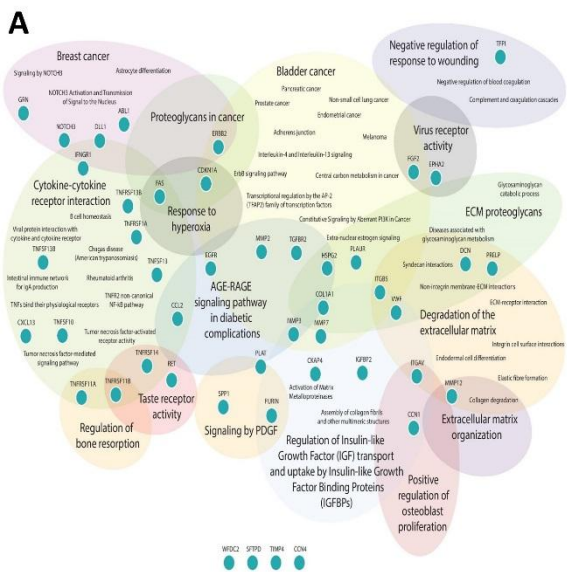 A
Breast cancer
Signaling by NOTCH3
Astrocyte differentiation
NOTCH3 Activation and Transmission
of Signal to the Nucleus
GRN
ABL1
NOTCH3
DLL1
IFNGR1
Proteoglycans in cancer
ERBB2
CDKN1A
FAS
Response to
hyperoxia
Bladder cancer
Pancreatic cancer
Prostate cancer
Non-small cell lung cancer
Endometrial cancer
Adherens junction
Melanoma
Interleukin-4 and Interleukin-13 signaling
ErbB signaling pathway
Central carbon metabolism in cancer
Transcriptional regulation by the AP-2
(TFAP2) family of transcription factors
Constitutive Signaling by Aberrant PI3K in Cancer
Extra-nuclear estrogen signaling
Negative regulation of
response to wounding
TFPI
Negative regulation of blood coagulation
Complement and coagulation cascades
Virus receptor
activity
FGF2
EPHA2
Cytokine-cytokine
receptor interaction
TNFRSF13B
B cell homeostasis
TNFRSF1A
Viral protein interaction with
cytokine and cytokine receptor
TNFSF13B
Chagas disease
(American trypanosomiasis)
TNFSF13
Intestinal immune network
for IgA production
Rheumatoid arthritis
TNFR2 non-canonical
NF-kB pathway
TNFs bind their physiological receptors
CCL2
CXCL13
TNFSF10
Tumor necrosis factor-activated
receptor activity
Tumor necrosis factor-mediated
signaling pathway
TNFRSF14
RET
TNFRSF11A
TNFRSF11B
Taste receptor
activity
Regulation of
bone resorption
EGFR
MMP2
TGFBR2
HSPG2
PLAUR
AGE-RAGE
signaling pathway
in diabetic
complications
COL1A1
MMP3
MMP7
PLAT
Glycosaminoglycan
catabolic process
ECM proteoglycans
Diseases associated with
glycosaminoglycan metabolism
DCN
PRELP
Syndecan interactions
Non-integrin membrane-ECM interactions
ITGB5
VWF
ECM-receptor interaction
Degradation of the
extracellular matrix
Integrin cell surface interactions
Endodermal cell differentiation
Elastic fibre formation
ITGAV
MMP12
Collagen degradation
CCN1
Extracellular matrix
organization
SPP1
FURIN
Signaling by PDGF
CKAP4
IGFBP2
Activation of Matrix
Metalloproteinases
Assembly of collagen fibrils
and other multimeric structures
Regulation of Insulin-like
Growth Factor (IGF) transport
and uptake by Insulin-like Growth
Factor Binding Proteins
(IGFBPs)
Positive
regulation of
osteoblast
proliferation
WFDC2 SFTPD TIMP4 CCN4